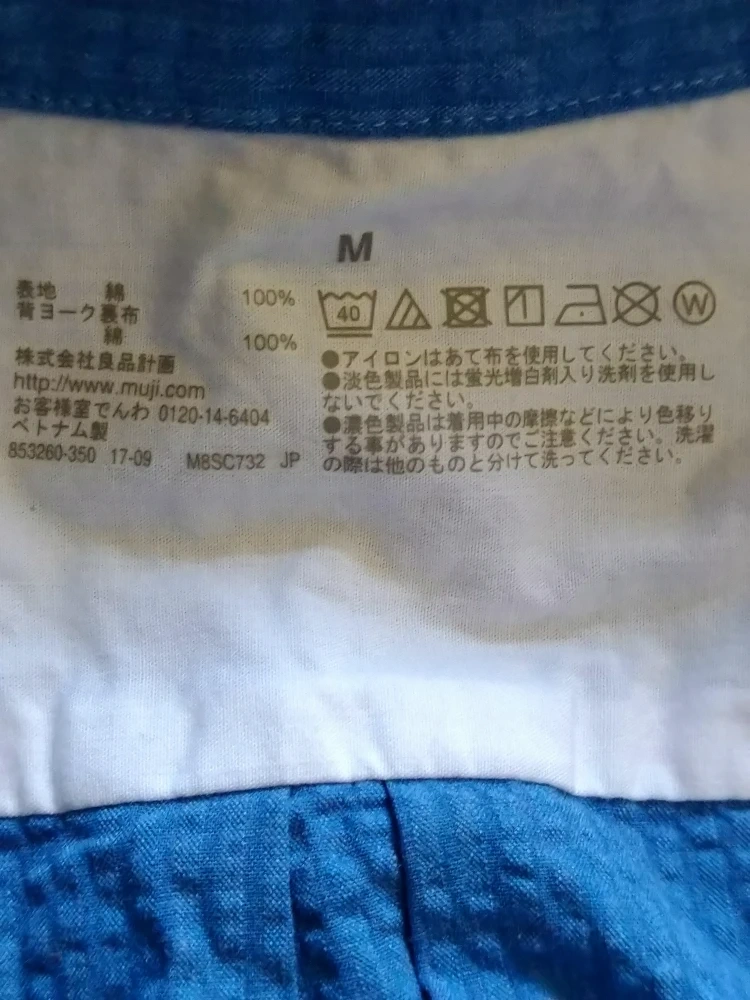 M
表地 綿 100%
背ヨーク裏布
綿 100%
株式会社良品計画
http://www.muji.com
お客様室でんわ 0120-14-6404
ベトナム製
853260-350 17-09 M8SC732 JP
40
W
●アイロンはあて布を使用してください。
●淡色製品には蛍光増白剤入り洗剤を使用し
ないでください。
●濃色製品は着用中の摩擦などにより色移り
する事がありますのでご注意ください。洗濯
の際は他のものと分けて洗ってください。